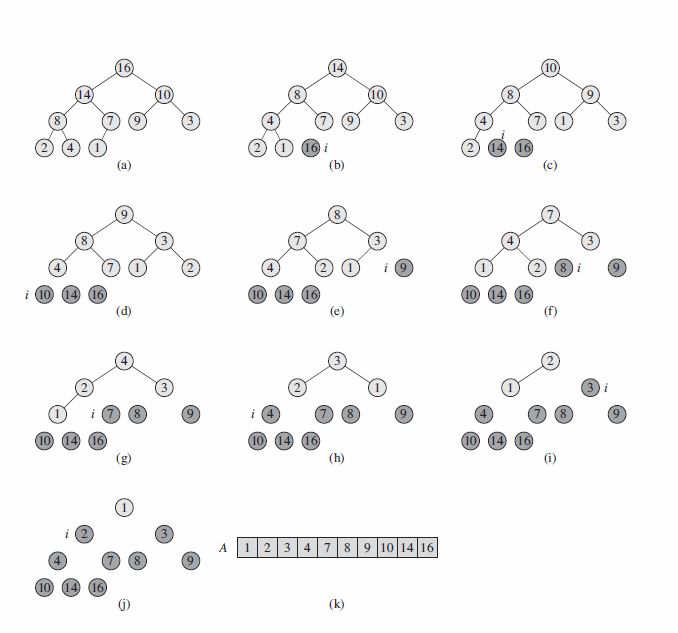 16 14 10
14 10 8 10 8 9
8 7 9 3 4 7 9 3 4 7 1 3
i
2 4 1 2 1 16 i 2 14 16
(a) (b) (c)
9 8 7
8 3 7 3 4 3
4 7 1 2 4 2 1 i 9 1 2 8 i 9
i 10 14 16 10 14 16 10 14 16
(d) (e) (f)
4 3 2
2 3 2 1 1 3 i
1 i 7 8 9 i 4 7 8 9 4 7 8 9
10 14 16 10 14 16 10 14 16
(g) (h) (i)
1
i 2 3
A 1 2 3 4 7 8 9 10 14 16
4 7 8 9
10 14 16
(j) (k)